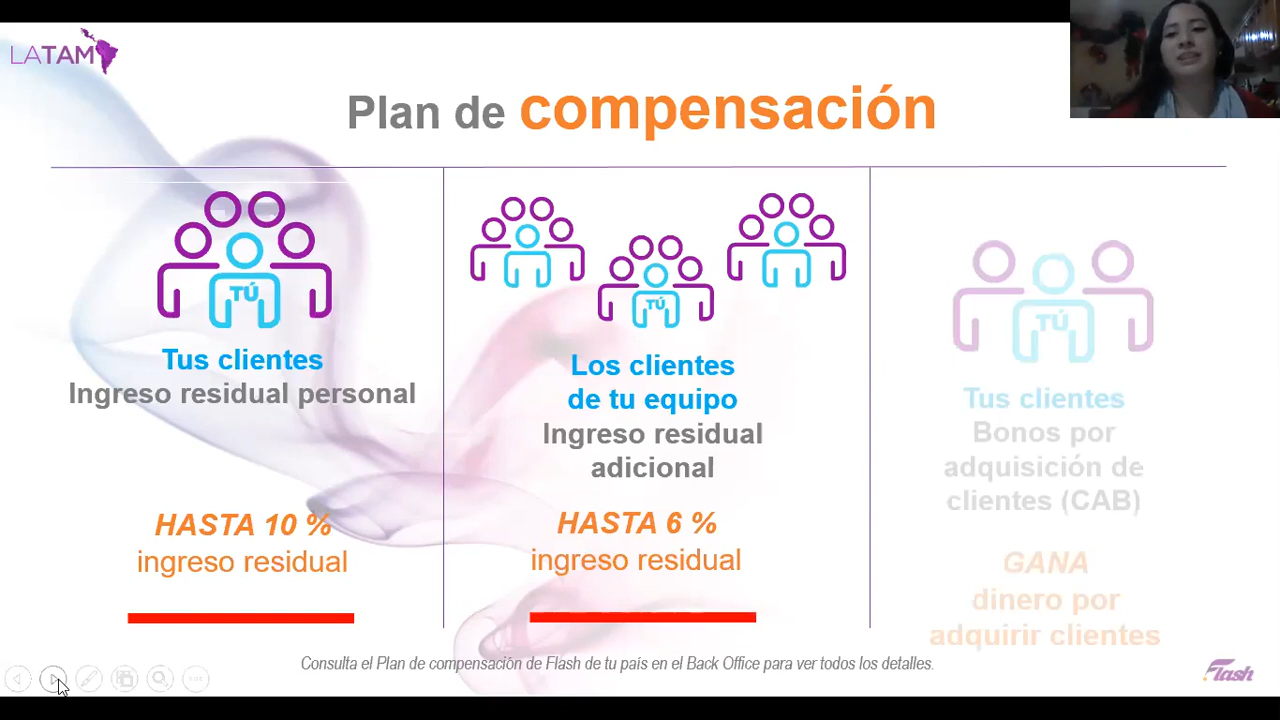 LATAM
Plan de compensación
TÚ
Tus clientes
Ingreso residual personal
HASTA 10 %
ingreso residual
TÚ
Los clientes
de tu equipo
Ingreso residual
adicional
HASTA 6 %
ingreso residual
TÚ
Tus clientes
Bonos por
adquisición de
clientes (CAB)
GANA
dinero por
adquirir clientes
Consulta el Plan de compensación de Flash de tu país en el Back Office para ver todos los detalles.
Flash